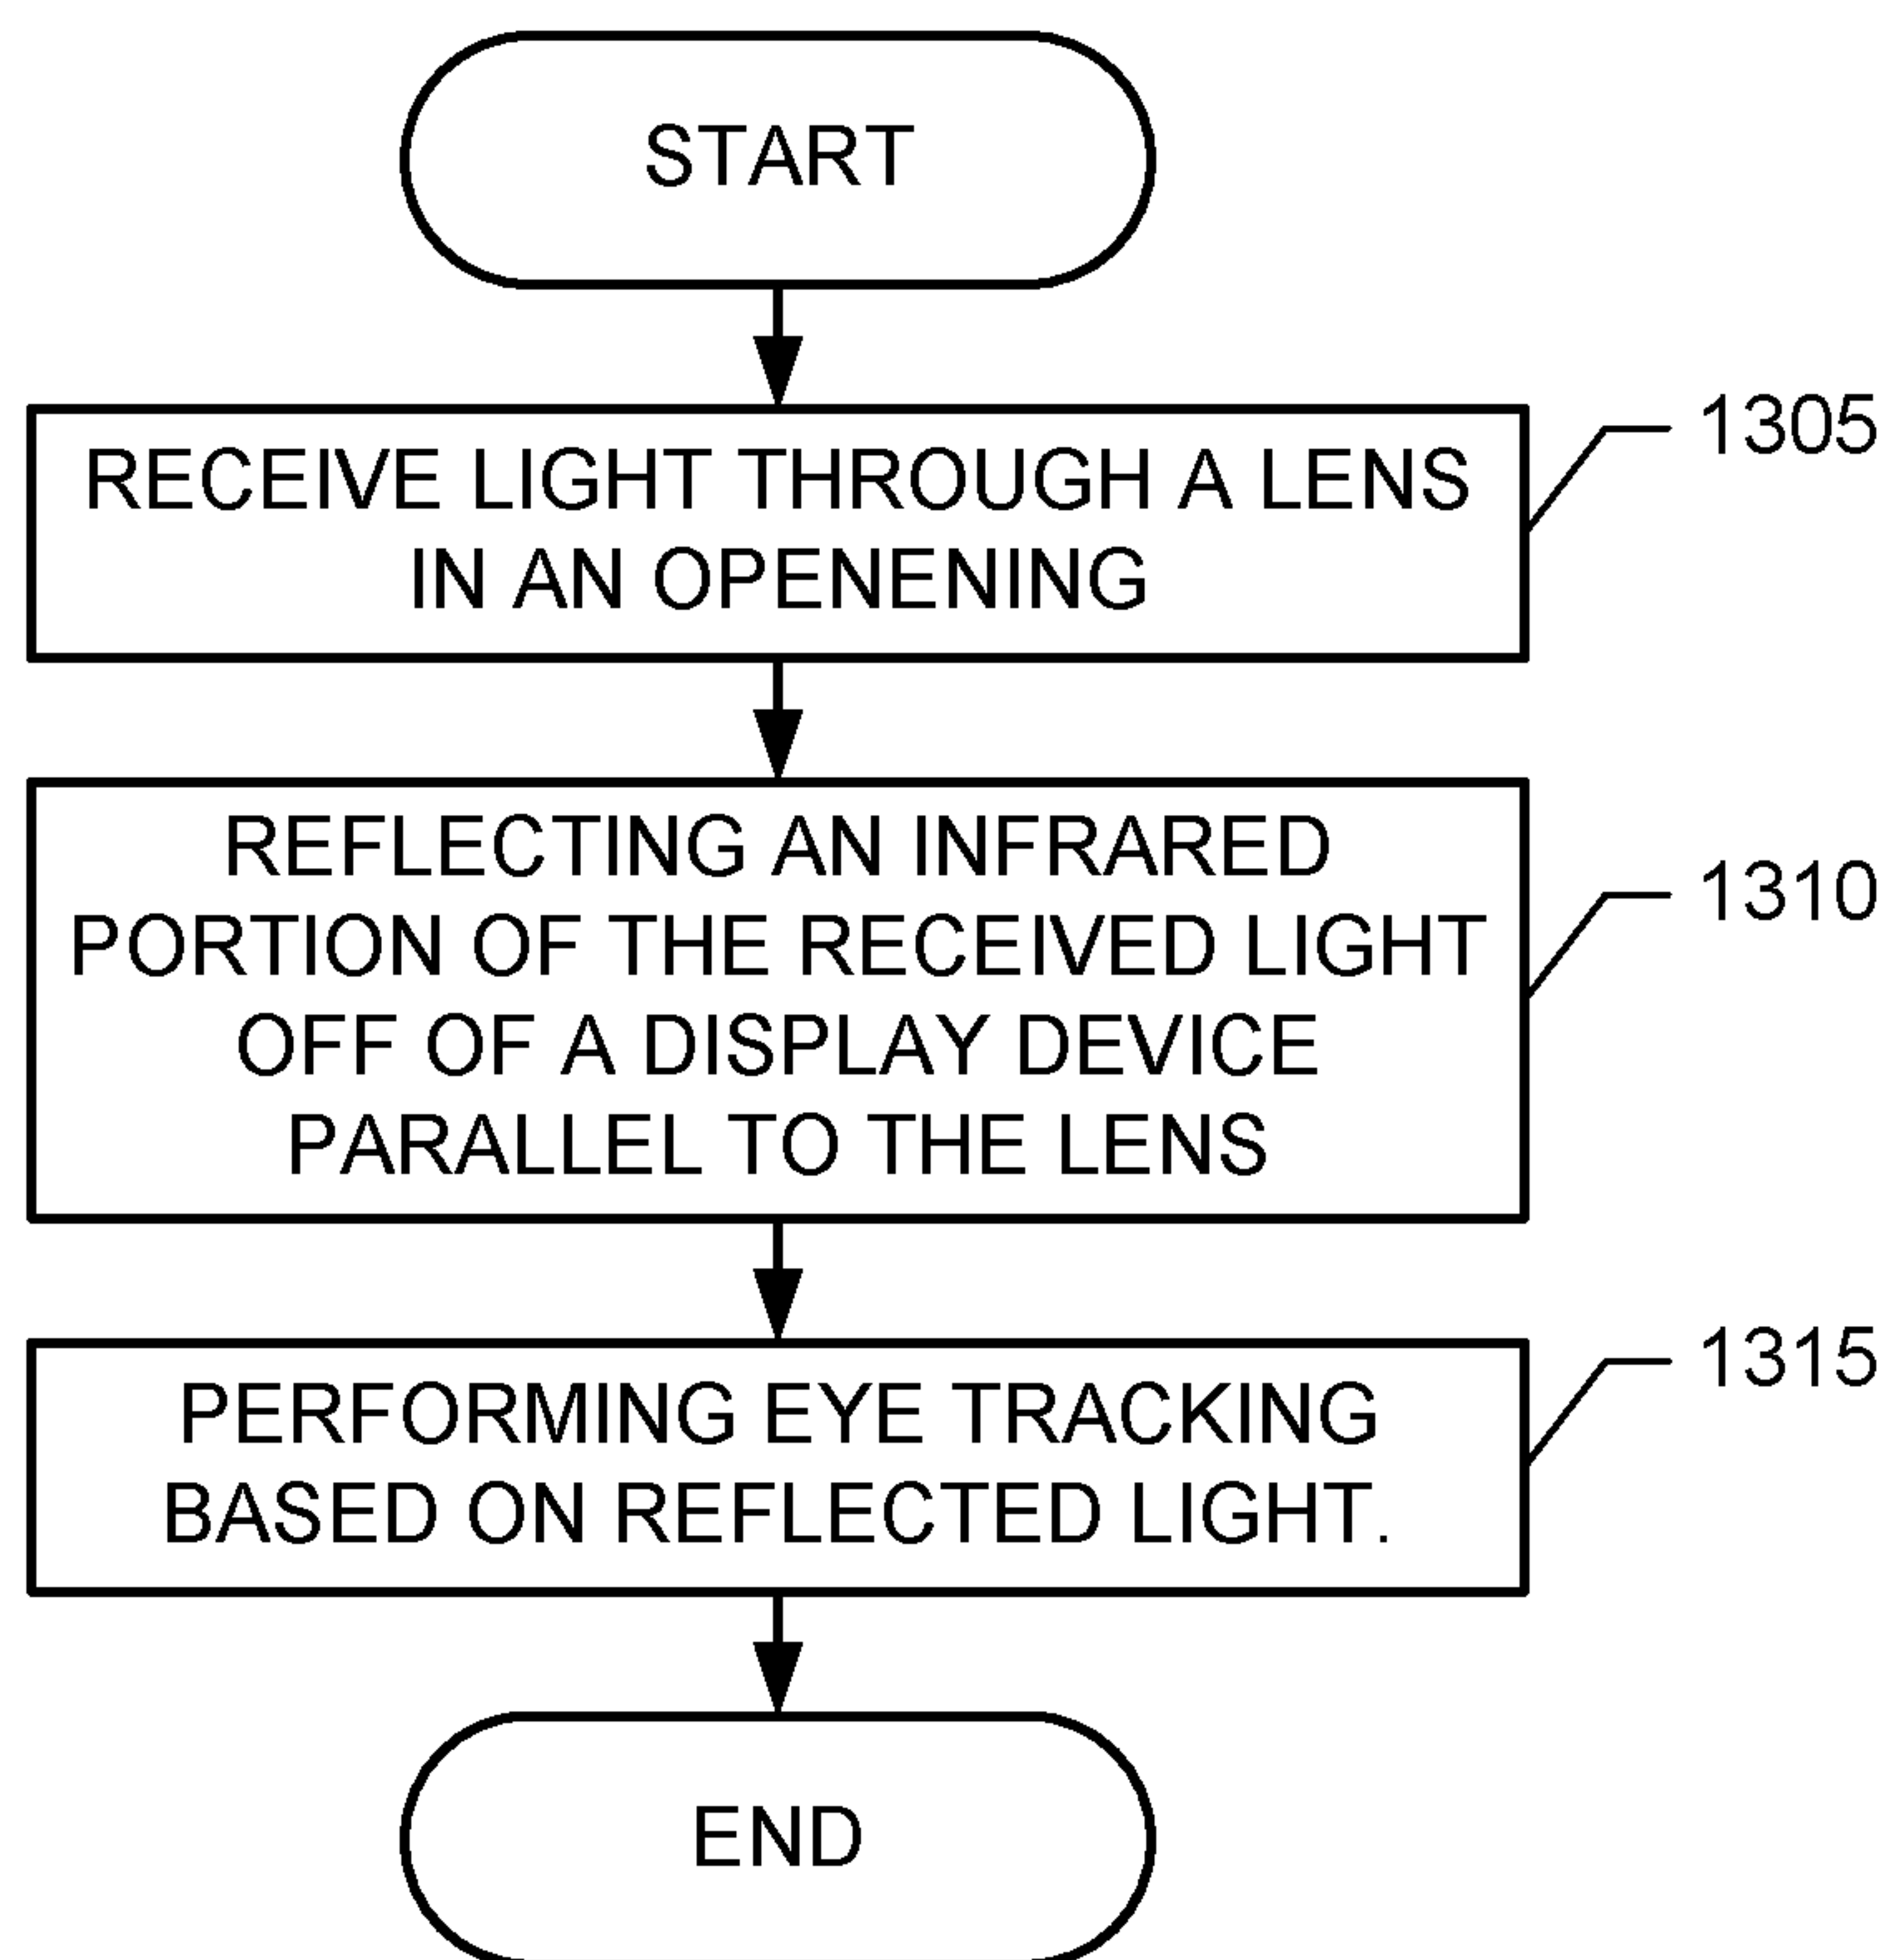 START
RECEIVE LIGHT THROUGH A LENS
IN AN OPENENING
1305
REFLECTING AN INFRARED
PORTION OF THE RECEIVED LIGHT
OFF OF A DISPLAY DEVICE
PARALLEL TO THE LENS
1310
PERFORMING EYE TRACKING
BASED ON REFLECTED LIGHT.
1315
END